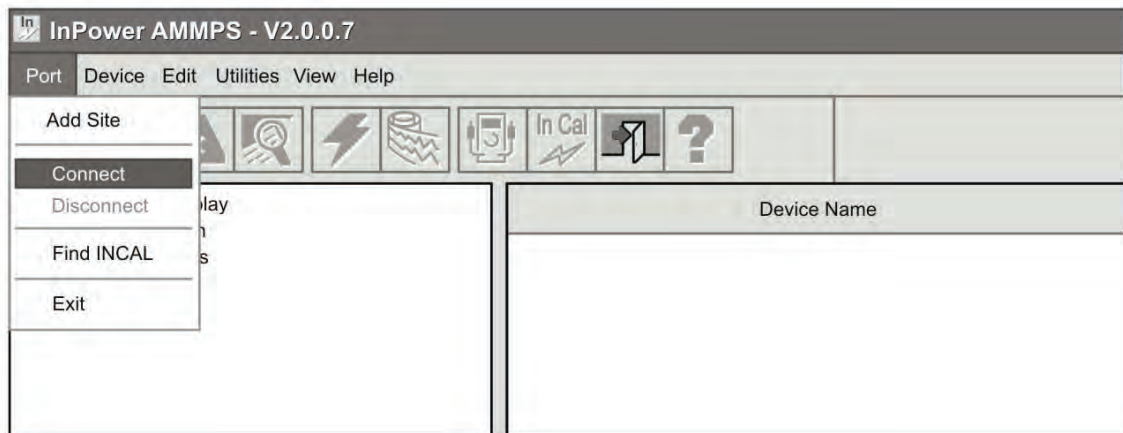 In InPower AMMPS - V2.0.0.7
Port Device Edit Utilities View Help
Add Site
In Cal
?
Connect
Disconnect
Device Name
Find INCAL
Exit